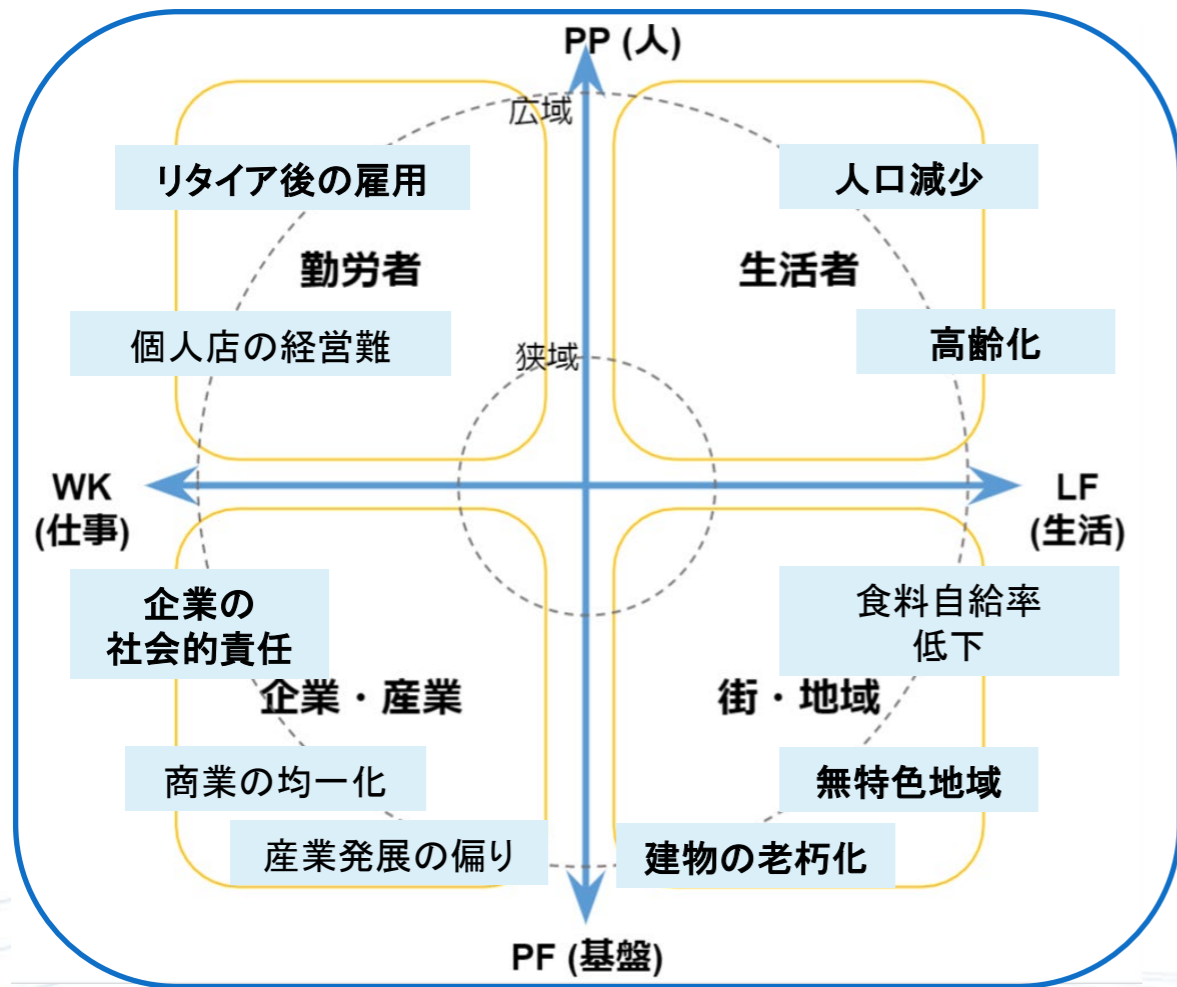 PP (人)
広域
リタイア後の雇用
人口減少
勤労者
生活者
個人店の経営難
狭域
高齢化
WK
(仕事)
LF
(生活)
企業の
社会的責任
食料自給率
低下
企業・産業
街・地域
商業の均一化
無特色地域
産業発展の偏り
建物の老朽化
PF (基盤)